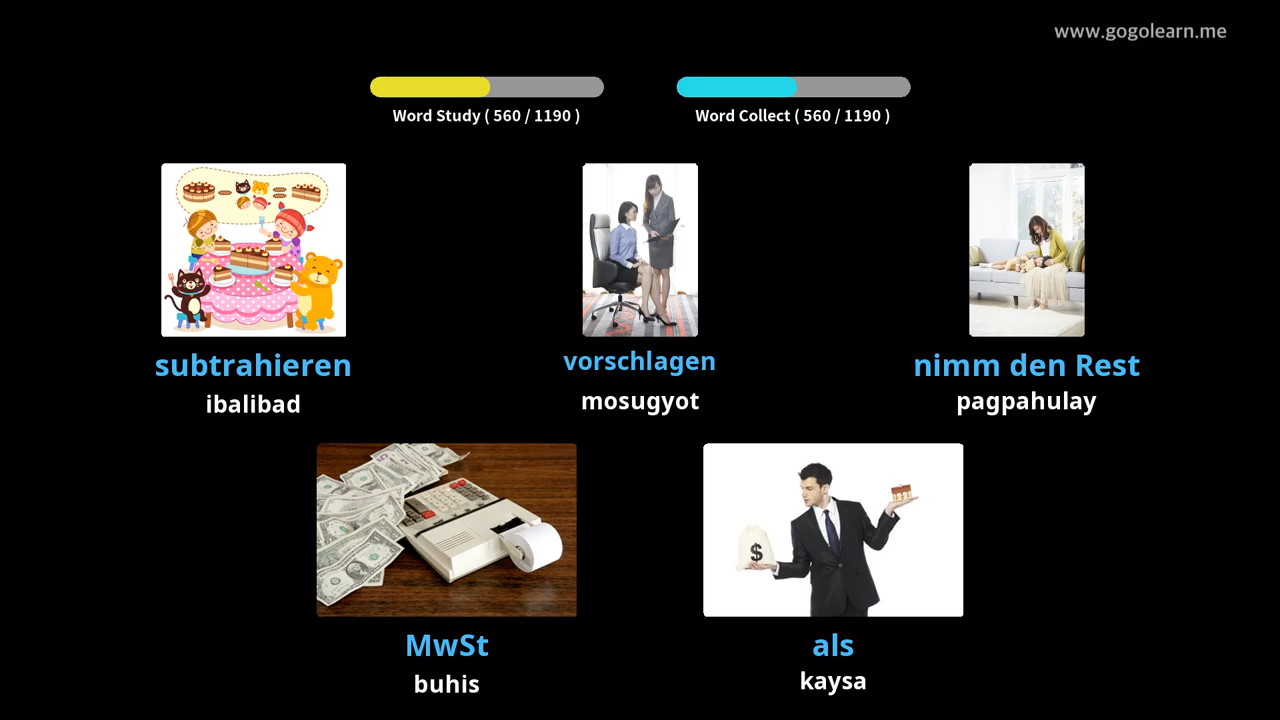 www.gogolearn.me
Word Study ( 560 / 1190 )
Word Collect ( 560 / 1190 )
subtrahieren
ibalibad
vorschlagen
mosugyot
nimm den Rest
pagpahulay
MwSt
buhis
$
als
kaysa